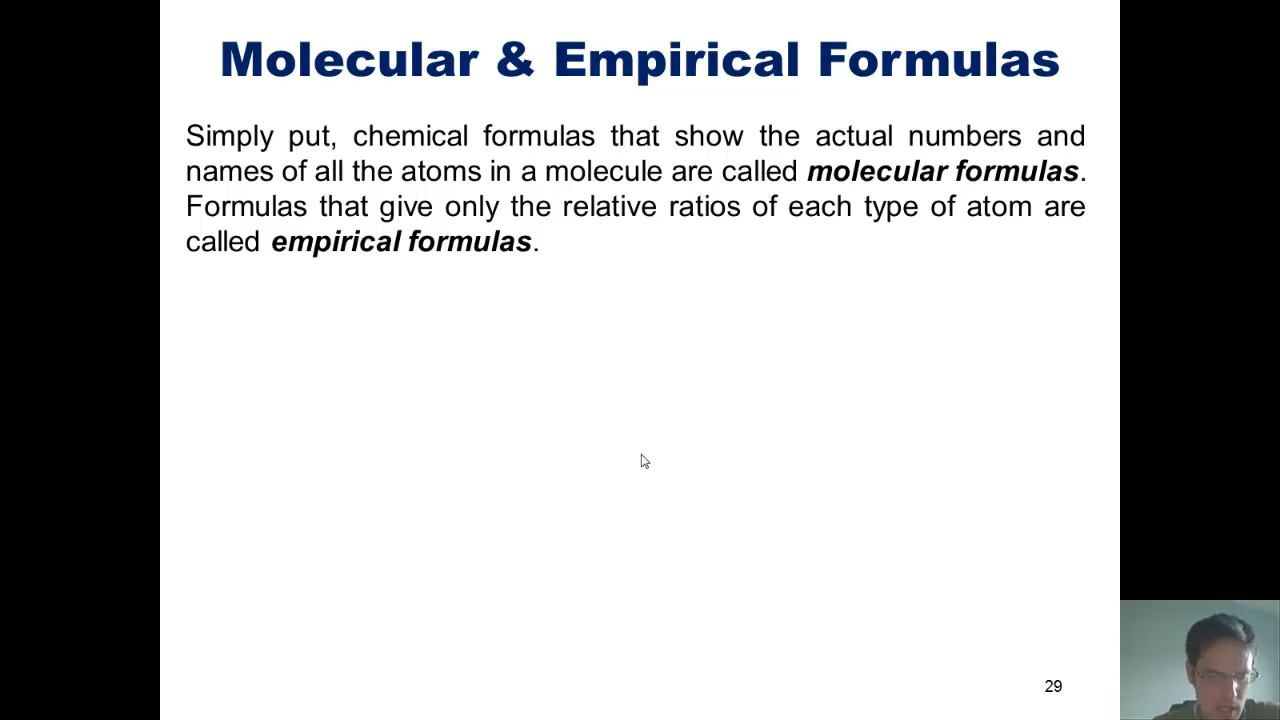 Molecular & Empirical Formulas
Simply put, chemical formulas that show the actual numbers and
names of all the atoms in a molecule are called molecular formulas.
Formulas that give only the relative ratios of each type of atom are
called empirical formulas.
29